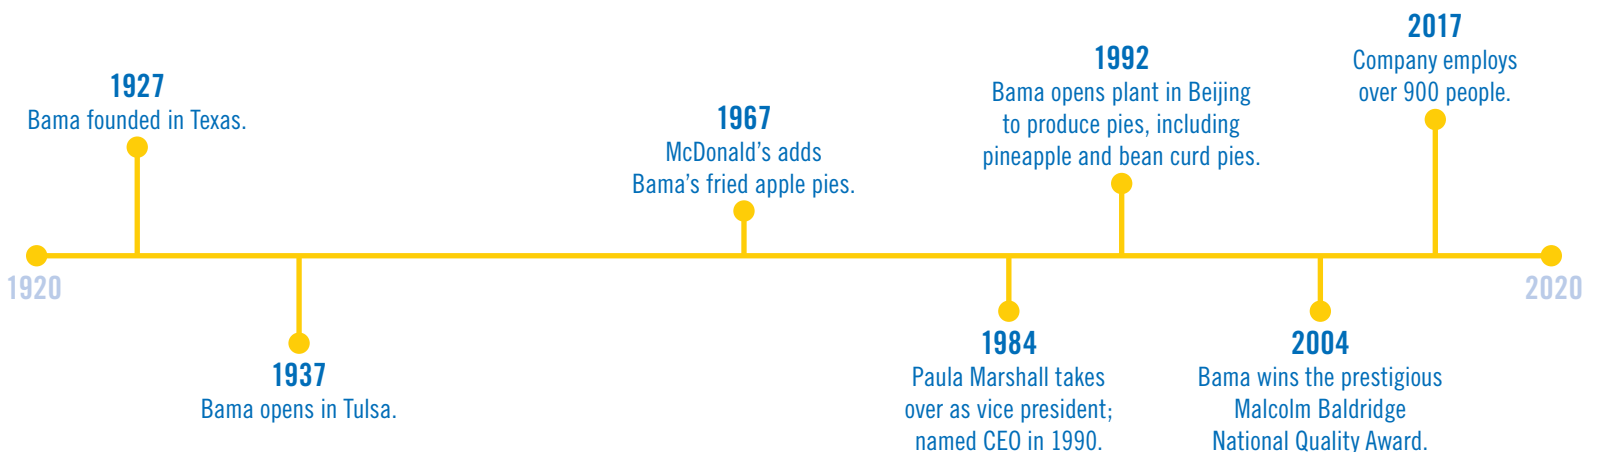 1927
Bama founded in Texas.
1967
McDonald’s adds
Bama’s fried apple pies.
1992
Bama opens plant in Beijing
to produce pies, including
pineapple and bean curd pies.
2017
Company employs
over 900 people.
1920
2020
1937
Bama opens in Tulsa.
1984
Paula Marshall takes
over as vice president;
named CEO in 1990.
2004
Bama wins the prestigious
Malcolm Baldridge
National Quality Award.